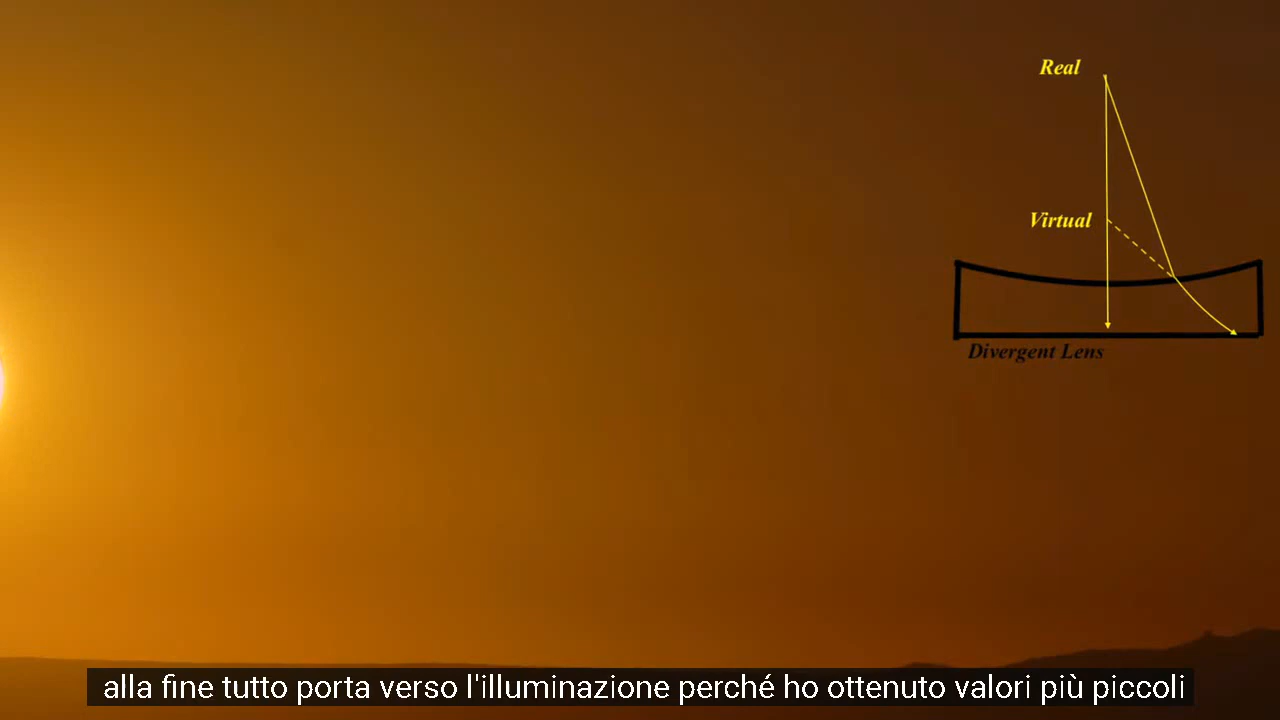 Real
Virtual
Divergent Lens
alla fine tutto porta verso l'illuminazione perché ho ottenuto valori più piccoli